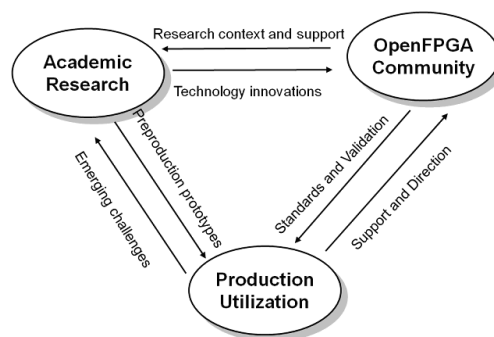 Research context and support
Academic
Research
OpenFPGA
Community
Technology innovations
Preproduction prototypes
Emerging challenges
Standards and Validation
Support and Direction
Production
Utilization